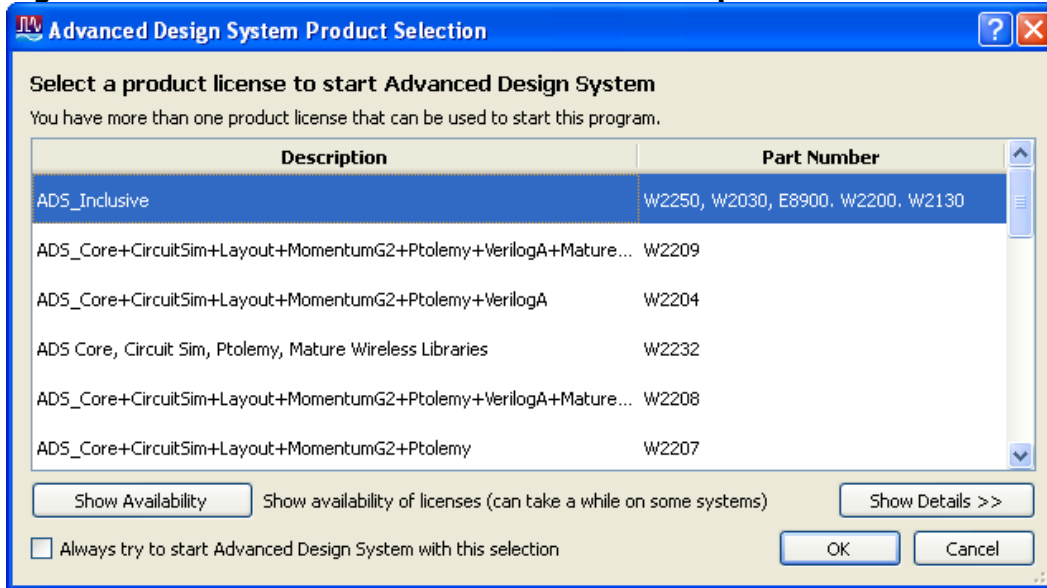 Advanced Design System Product Selection
Select a product license to start Advanced Design System
You have more than one product license that can be used to start this program.
Description Part Number
ADS_Inclusive W2250, W2030, E8900. W2200. W2130
ADS_Core+CircuitSim+Layout+MomentumG2+Ptolemy+VerilogA+Mature... W2209
ADS_Core+CircuitSim+Layout+MomentumG2+Ptolemy+VerilogA W2204
ADS Core, Circuit Sim, Ptolemy, Mature Wireless Libraries W2232
ADS_Core+CircuitSim+Layout+MomentumG2+Ptolemy+VerilogA+Mature... W2208
ADS_Core+CircuitSim+Layout+MomentumG2+Ptolemy W2207
Show Availability Show availability of licenses (can take a while on some systems) Show Details >>
Always try to start Advanced Design System with this selection OK Cancel